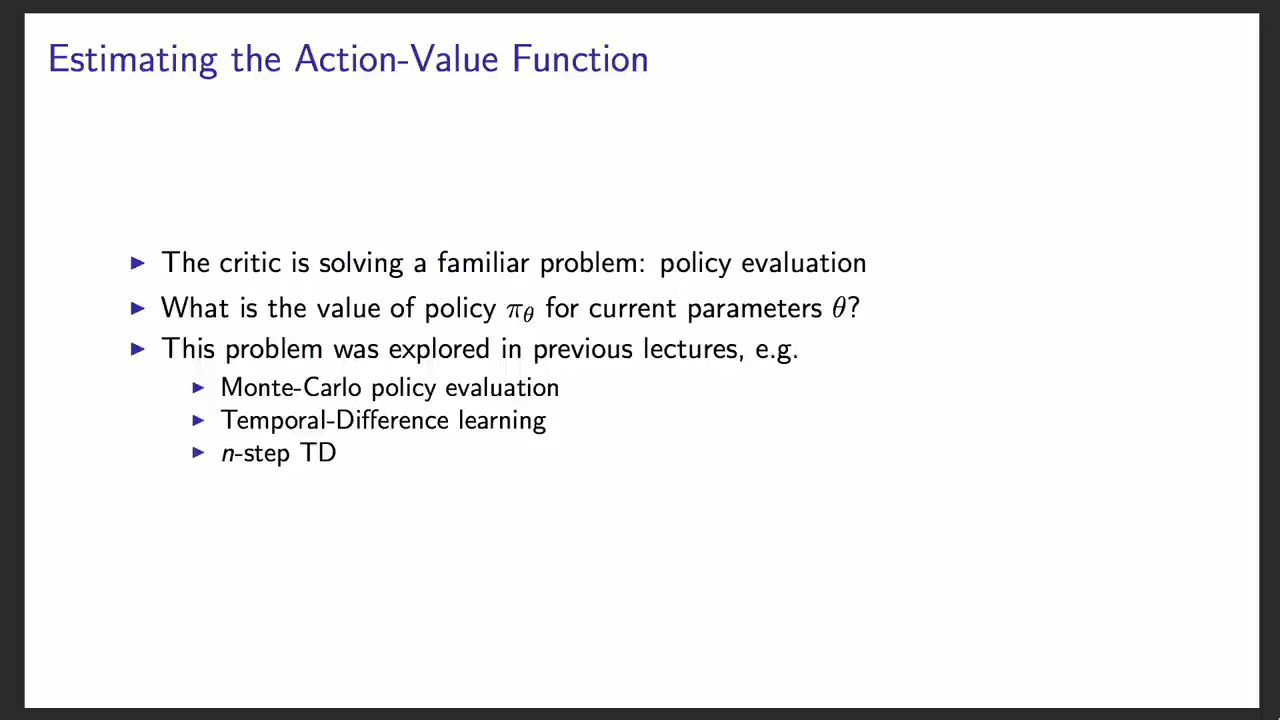 Estimating the Action-Value Function
▶ The critic is solving a familiar problem: policy evaluation
▶ What is the value of policy πθ for current parameters θ?
▶ This problem was explored in previous lectures, e.g.
▶ Monte-Carlo policy evaluation
▶ Temporal-Difference learning
▶ n-step TD